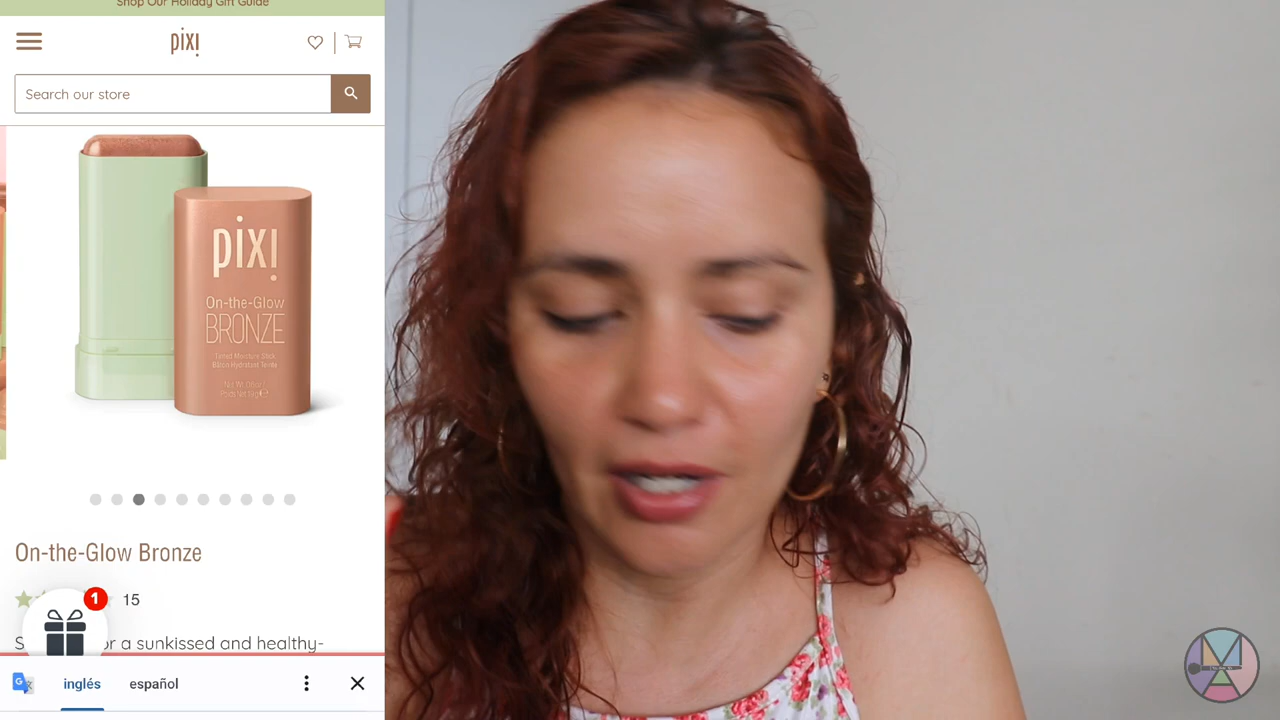 Shop Our Holiday Gift Guide
pixi
Search our store
pixi
On-the-Glow
BRONZE
Tinted Moisture Stick
Bâton Hydratant Teinté
On-the-Glow Bronze
1
15
or a sunkissed and healthy-
inglés español